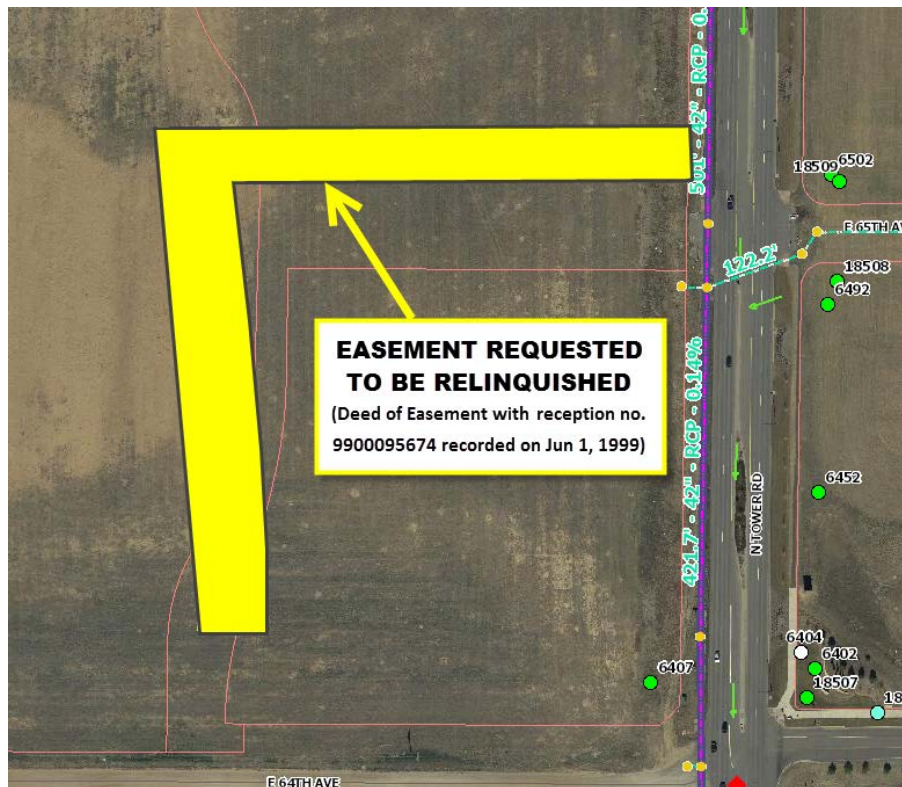 501' - 42" - RCP - 0.
18509
6502
E 65TH AV
122.2'
18508
6492
EASEMENT REQUESTED
TO BE RELINQUISHED
(Deed of Easement with reception no.
9900095674 recorded on Jun 1, 1999)
421.7' - 42" - RCP - 0.14%
6452
N TOWER RD
6404
6402
6407
18507
18
E 64TH AVE